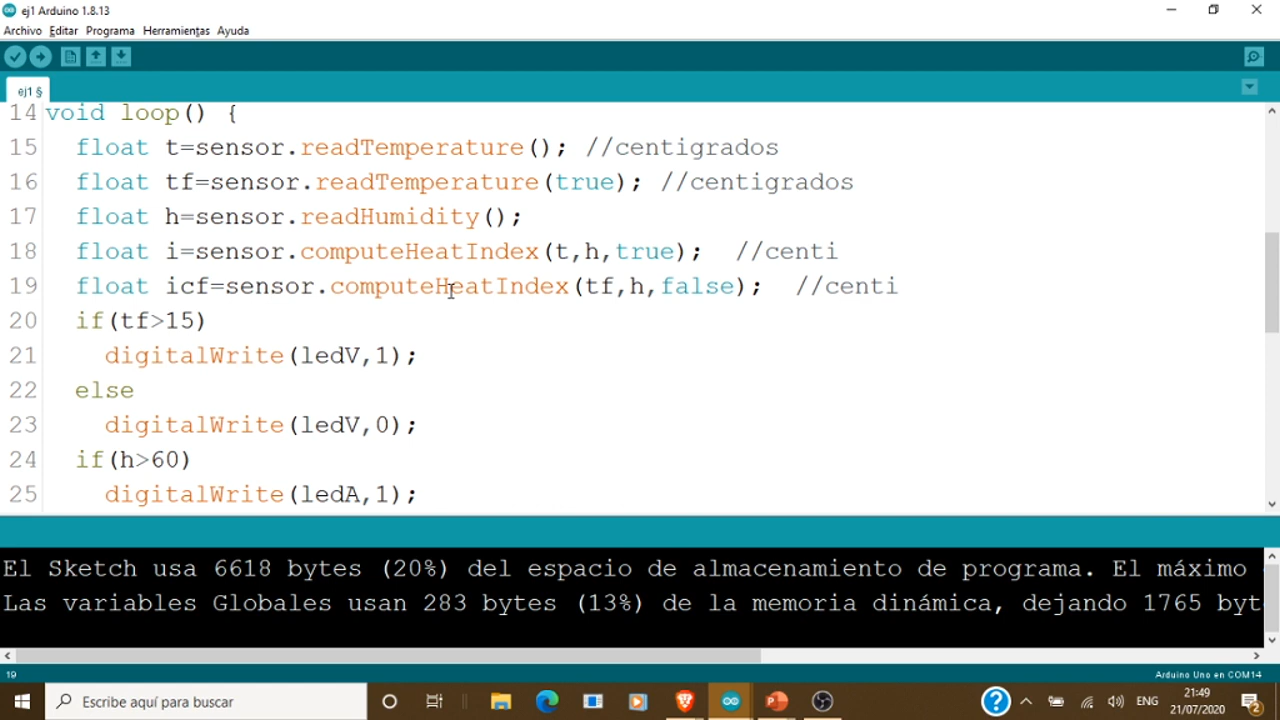 ej1 Arduino 1.8.13
Archivo Editar Programa Herramientas Ayuda
ej1 §
14 void loop() {
15 float t=sensor.readTemperature(); //centigrados
16 float tf=sensor.readTemperature(true); //centigrados
17 float h=sensor.readHumidity();
18 float i=sensor.computeHeatIndex(t,h,true); //centi
19 float icf=sensor.computeHeatIndex(tf,h,false); //centi
20 if(tf>15)
21 digitalWrite(ledV,1);
22 else
23 digitalWrite(ledV,0);
24 if(h>60)
25 digitalWrite(ledA,1);
El Sketch usa 6618 bytes (20%) del espacio de almacenamiento de programa. El máximo
Las variables Globales usan 283 bytes (13%) de la memoria dinámica, dejando 1765 byt
19 Arduino Uno en COM14
Escribe aquí para buscar
ENG
21:49
21/07/2020
2